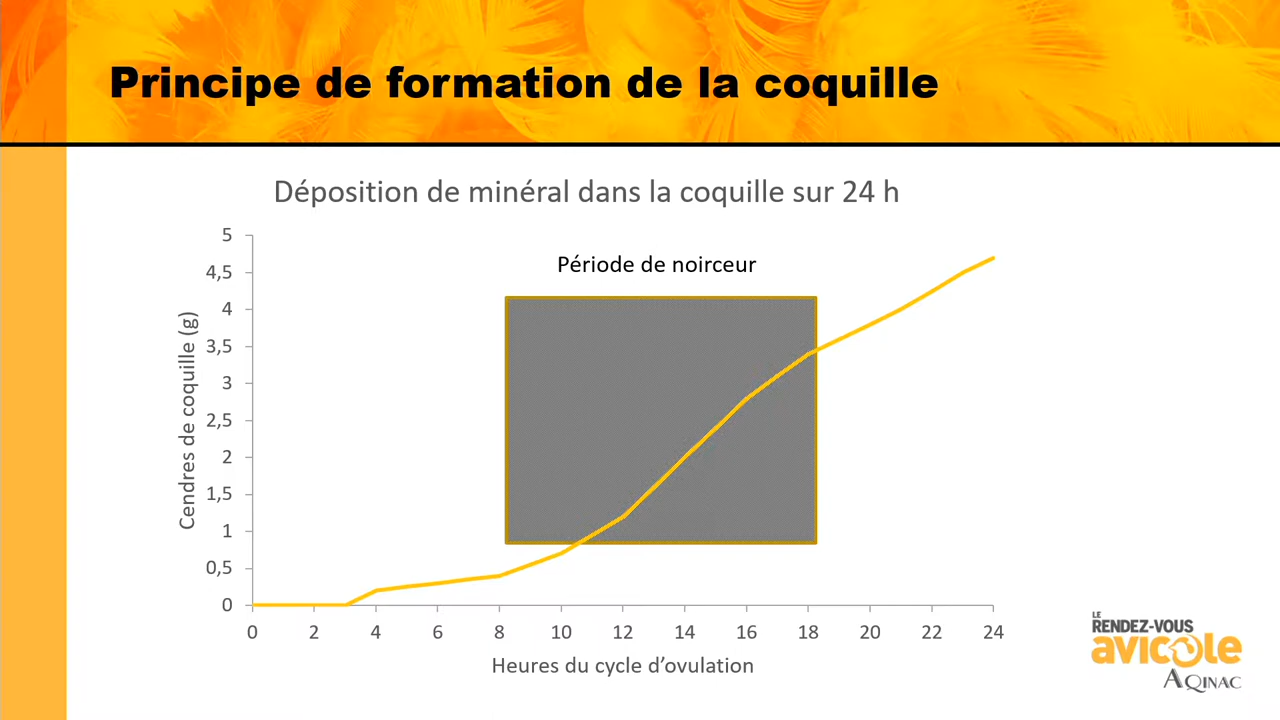 Principe de formation de la coquille
Déposition de minéral dans la coquille sur 24 h
Période de noirceur
Cendres de coquille (g)
5
4,5
4
3,5
3
2,5
2
1,5
1
0,5
0
0 2 4 6 8 10 12 14 16 18 20 22 24
Heures du cycle d’ovulation
LE
RENDEZ-VOUS
avicole
AQINAC